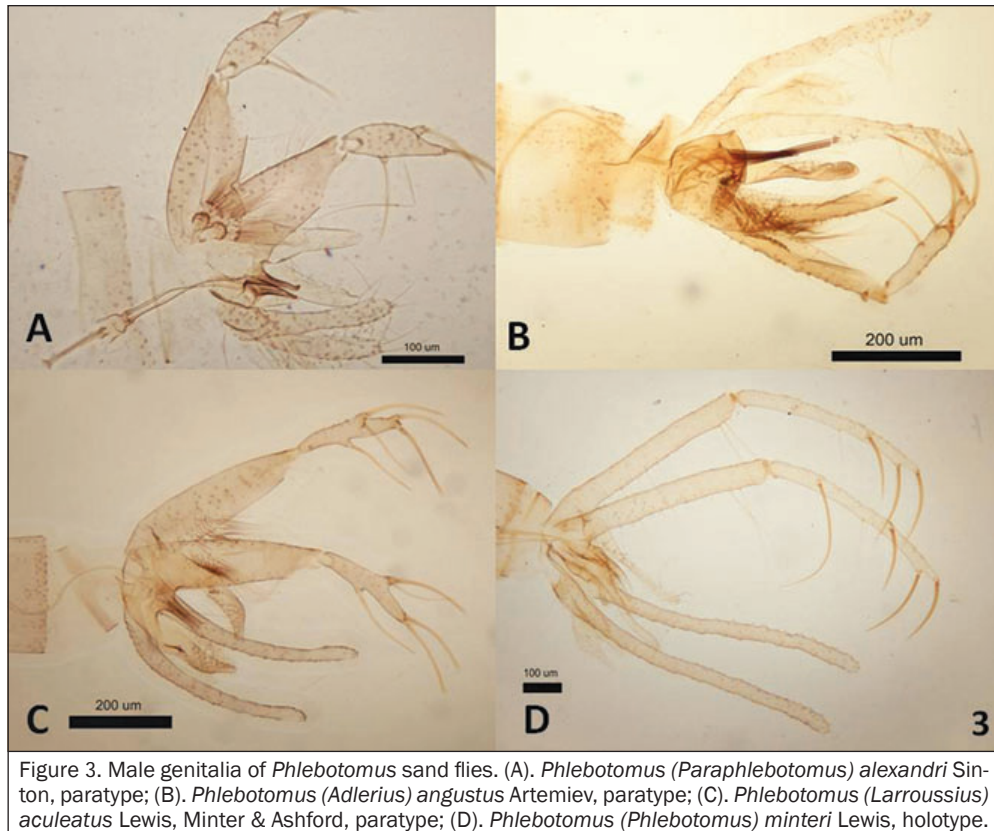 A
100 um
B
200 um
C
200 um
D
100 um
3
Figure 3. Male genitalia of Phlebotomus sand flies. (A). Phlebotomus (Paraphlebotomus) alexandri Sin-
ton, paratype; (B). Phlebotomus (Adlerius) angustus Artemiev, paratype; (C). Phlebotomus (Larroussius)
aculeatus Lewis, Minter & Ashford, paratype; (D). Phlebotomus (Phlebotomus) minteri Lewis, holotype.